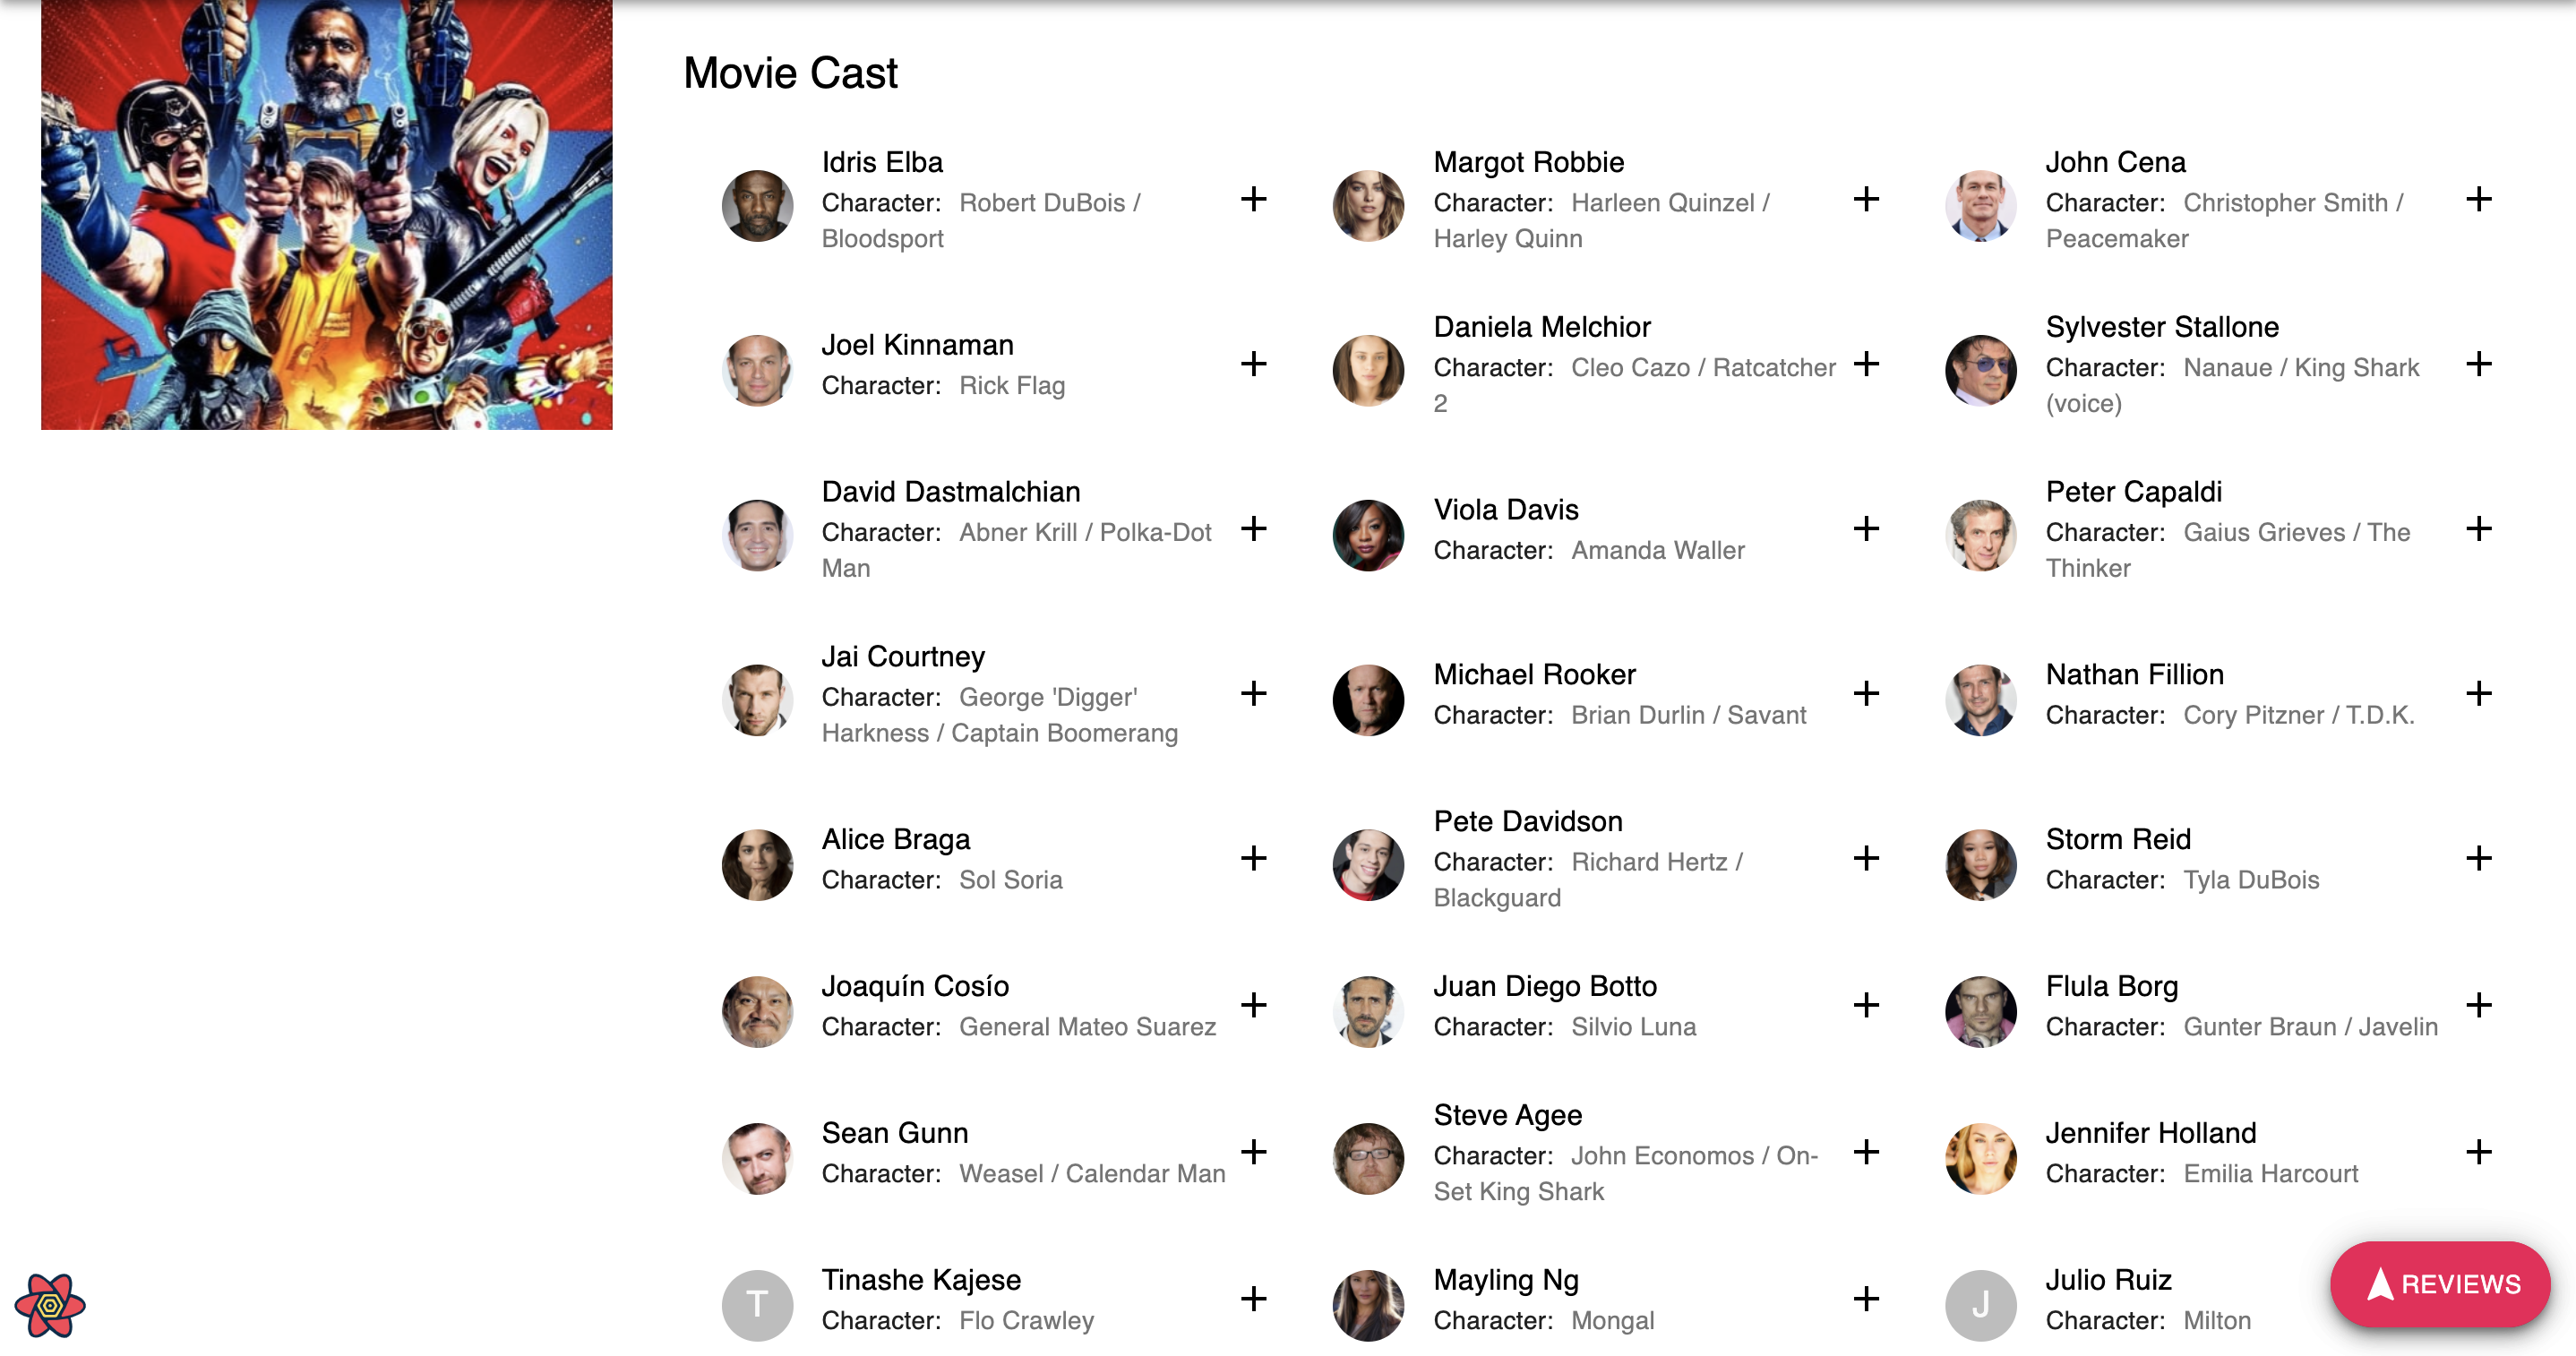 Movie Cast
Idris Elba
Character: Robert DuBois /
Bloodsport
Margot Robbie
Character: Harleen Quinzel /
Harley Quinn
John Cena
Character: Christopher Smith /
Peacemaker
Joel Kinnaman
Character: Rick Flag
Daniela Melchior
Character: Cleo Cazo / Ratcatcher
2
Sylvester Stallone
Character: Nanaue / King Shark
(voice)
David Dastmalchian
Character: Abner Krill / Polka-Dot
Man
Viola Davis
Character: Amanda Waller
Peter Capaldi
Character: Gaius Grieves / The
Thinker
Jai Courtney
Character: George 'Digger'
Harkness / Captain Boomerang
Michael Rooker
Character: Brian Durlin / Savant
Nathan Fillion
Character: Cory Pitzner / T.D.K.
Alice Braga
Character: Sol Soria
Pete Davidson
Character: Richard Hertz /
Blackguard
Storm Reid
Character: Tyla DuBois
Joaquín Cosío
Character: General Mateo Suarez
Juan Diego Botto
Character: Silvio Luna
Flula Borg
Character: Gunter Braun / Javelin
Sean Gunn
Character: Weasel / Calendar Man
Steve Agee
Character: John Economos / On-
Set King Shark
Jennifer Holland
Character: Emilia Harcourt
T
Tinashe Kajese
Character: Flo Crawley
Mayling Ng
Character: Mongal
J
Julio Ruiz
Character: Milton
REVIEWS